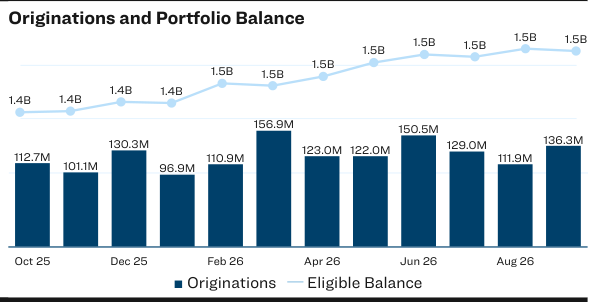 Originations and Portfolio Balance
1.4B 1.4B 1.4B 1.4B 1.5B 1.5B 1.5B 1.5B 1.5B 1.5B 1.5B 1.5B
112.7M 101.1M 130.3M 96.9M 110.9M 156.9M 123.0M 122.0M 150.5M 129.0M 111.9M 136.3M
Oct 25 Dec 25 Feb 26 Apr 26 Jun 26 Aug 26
Originations Eligible Balance